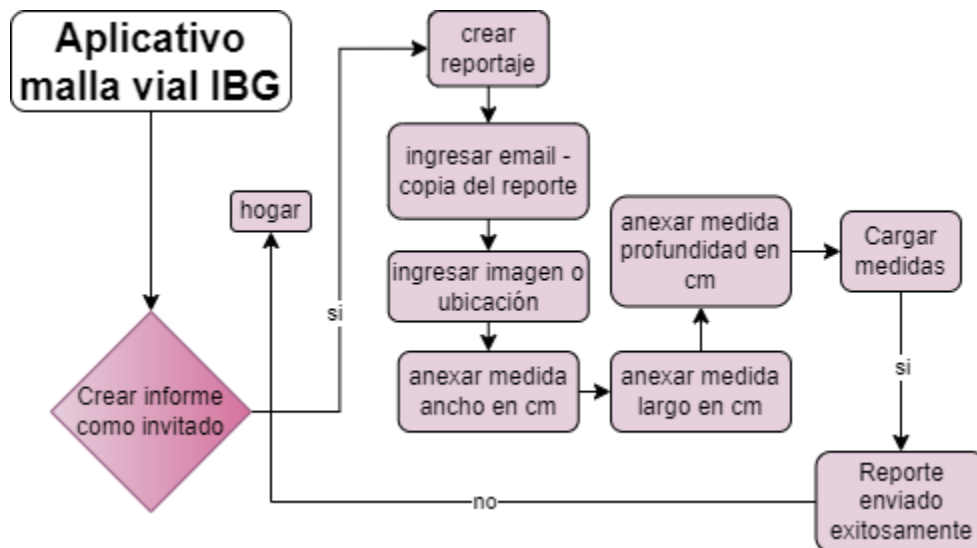 Aplicativo
malla vial IBG
crear
reportaje
ingresar email -
copia del reporte
hogar
anexar medida
profundidad en
cm
Cargar
medidas
ingresar imagen o
ubicación
si
si
Crear informe
como invitado
anexar medida
ancho en cm
anexar medida
largo en cm
no
Reporte
enviado
exitosamente